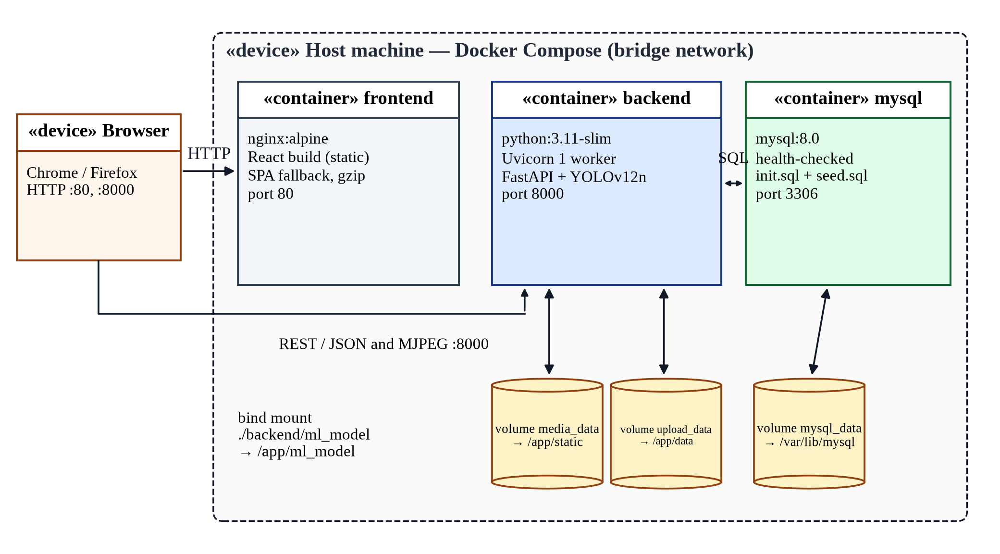 «device» Host machine — Docker Compose (bridge network)
«device» Browser
Chrome / Firefox
HTTP :80, :8000
HTTP
«container» frontend
nginx:alpine
React build (static)
SPA fallback, gzip
port 80
«container» backend
python:3.11-slim
Uvicorn 1 worker
FastAPI + YOLOv12n
port 8000
SQL
«container» mysql
mysql:8.0
health-checked
init.sql + seed.sql
port 3306
REST / JSON and MJPEG :8000
bind mount
./backend/ml_model
→ /app/ml_model
volume media_data
→ /app/static
volume upload_data
→ /app/data
volume mysql_data
→ /var/lib/mysql